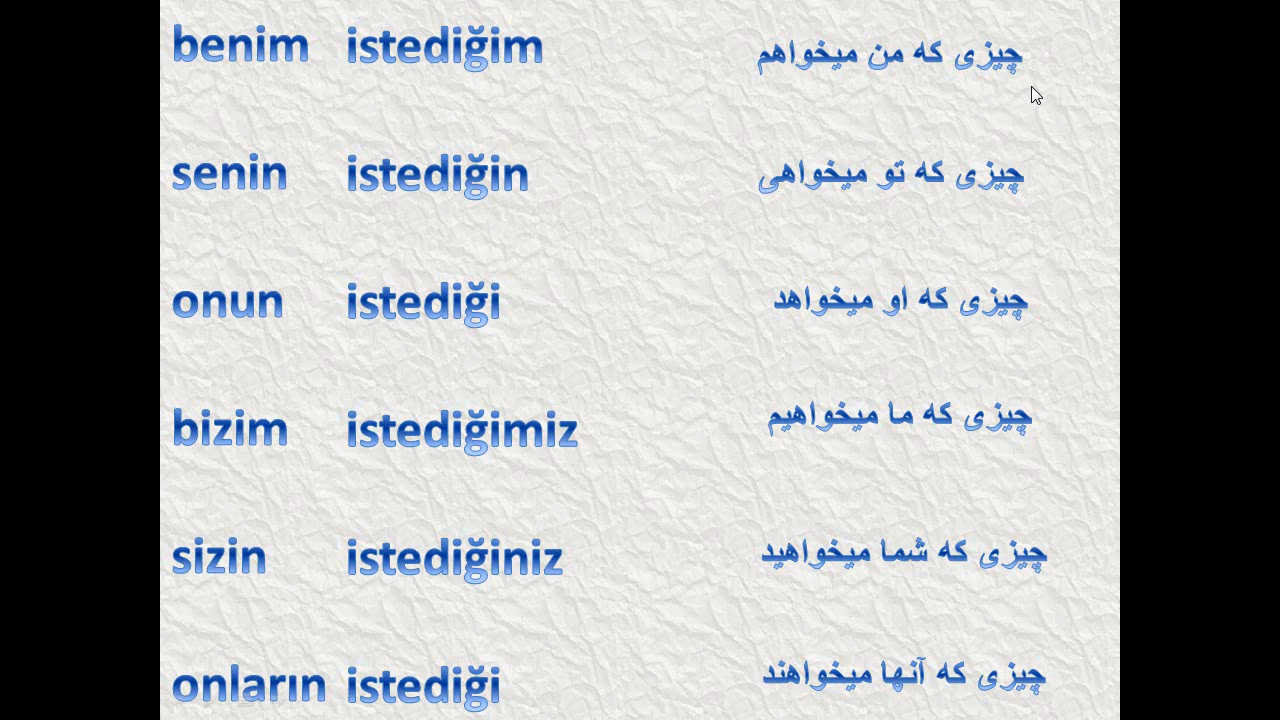 benim istediğim چیزی که من میخواهم
senin istediğin چیزی که تو میخواهی
onun istediği چیزی که او میخواهد
bizim istediğimiz چیزی که ما میخواهیم
sizin istediğiniz چیزی که شما میخواهید
onların istediği چیزی که آنها میخواهند